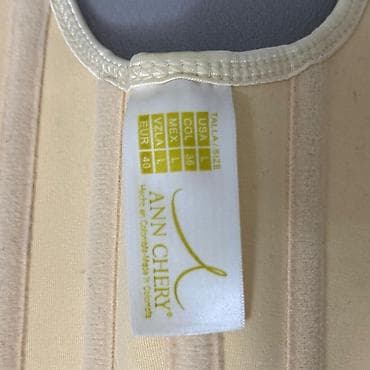 TALLA / SIZE
USA L
COL 36
MEX L
VZLA L
EUR 40
ANN CHERY®
Hecho en Colombia-Made in Colombia